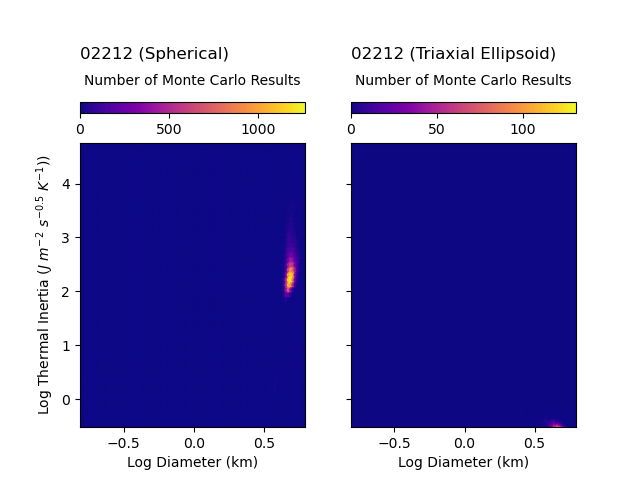 02212 (Spherical)
02212 (Triaxial Ellipsoid)
Number of Monte Carlo Results
Number of Monte Carlo Results
0 500 1000
0 50 100
4
3
2
1
0
Log Thermal Inertia (J m⁻² s⁻⁰·⁵ K⁻¹))
−0.5 0.0 0.5
−0.5 0.0 0.5
Log Diameter (km)
Log Diameter (km)